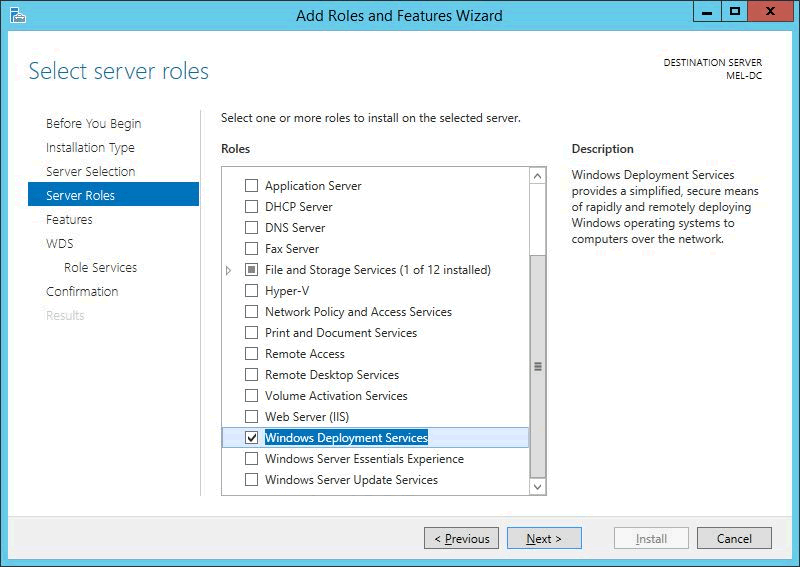 Add Roles and Features Wizard
Select server roles
DESTINATION SERVER
MEL-DC
Before You Begin
Installation Type
Server Selection
Server Roles
Features
WDS
Role Services
Confirmation
Results
Select one or more roles to install on the selected server.
Roles
Application Server
DHCP Server
DNS Server
Fax Server
File and Storage Services (1 of 12 installed)
Hyper-V
Network Policy and Access Services
Print and Document Services
Remote Access
Remote Desktop Services
Volume Activation Services
Web Server (IIS)
Windows Deployment Services
Windows Server Essentials Experience
Windows Server Update Services
Description
Windows Deployment Services
provides a simplified, secure means
of rapidly and remotely deploying
Windows operating systems to
computers over the network.
< Previous
Next >
Install
Cancel